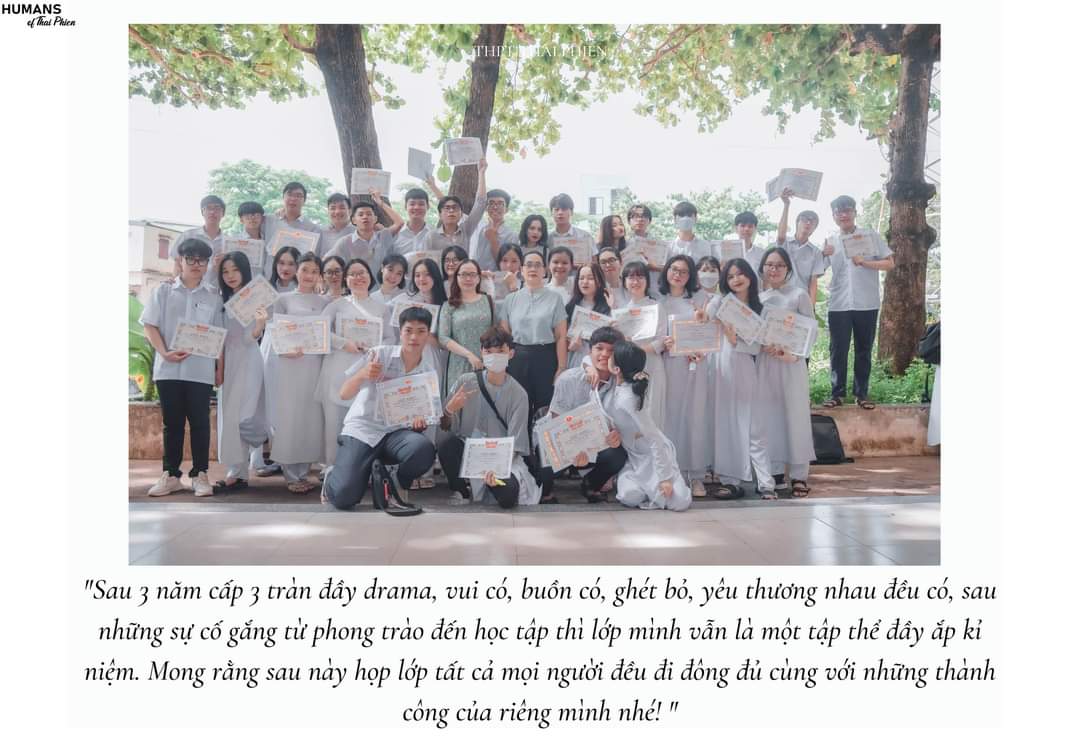 HUMANS
of Thai Phien
THPT THÁI PHIÊN
"Sau 3 năm cấp 3 tràn đầy drama, vui có, buồn có, ghét bỏ, yêu thương nhau đều có, sau
những sự cố gắng từ phong trào đến học tập thì lớp mình vẫn là một tập thể đầy ắp kỉ
niệm. Mong rằng sau này họp lớp tất cả mọi người đều đi đông đủ cùng với những thành
công của riêng mình nhé! "